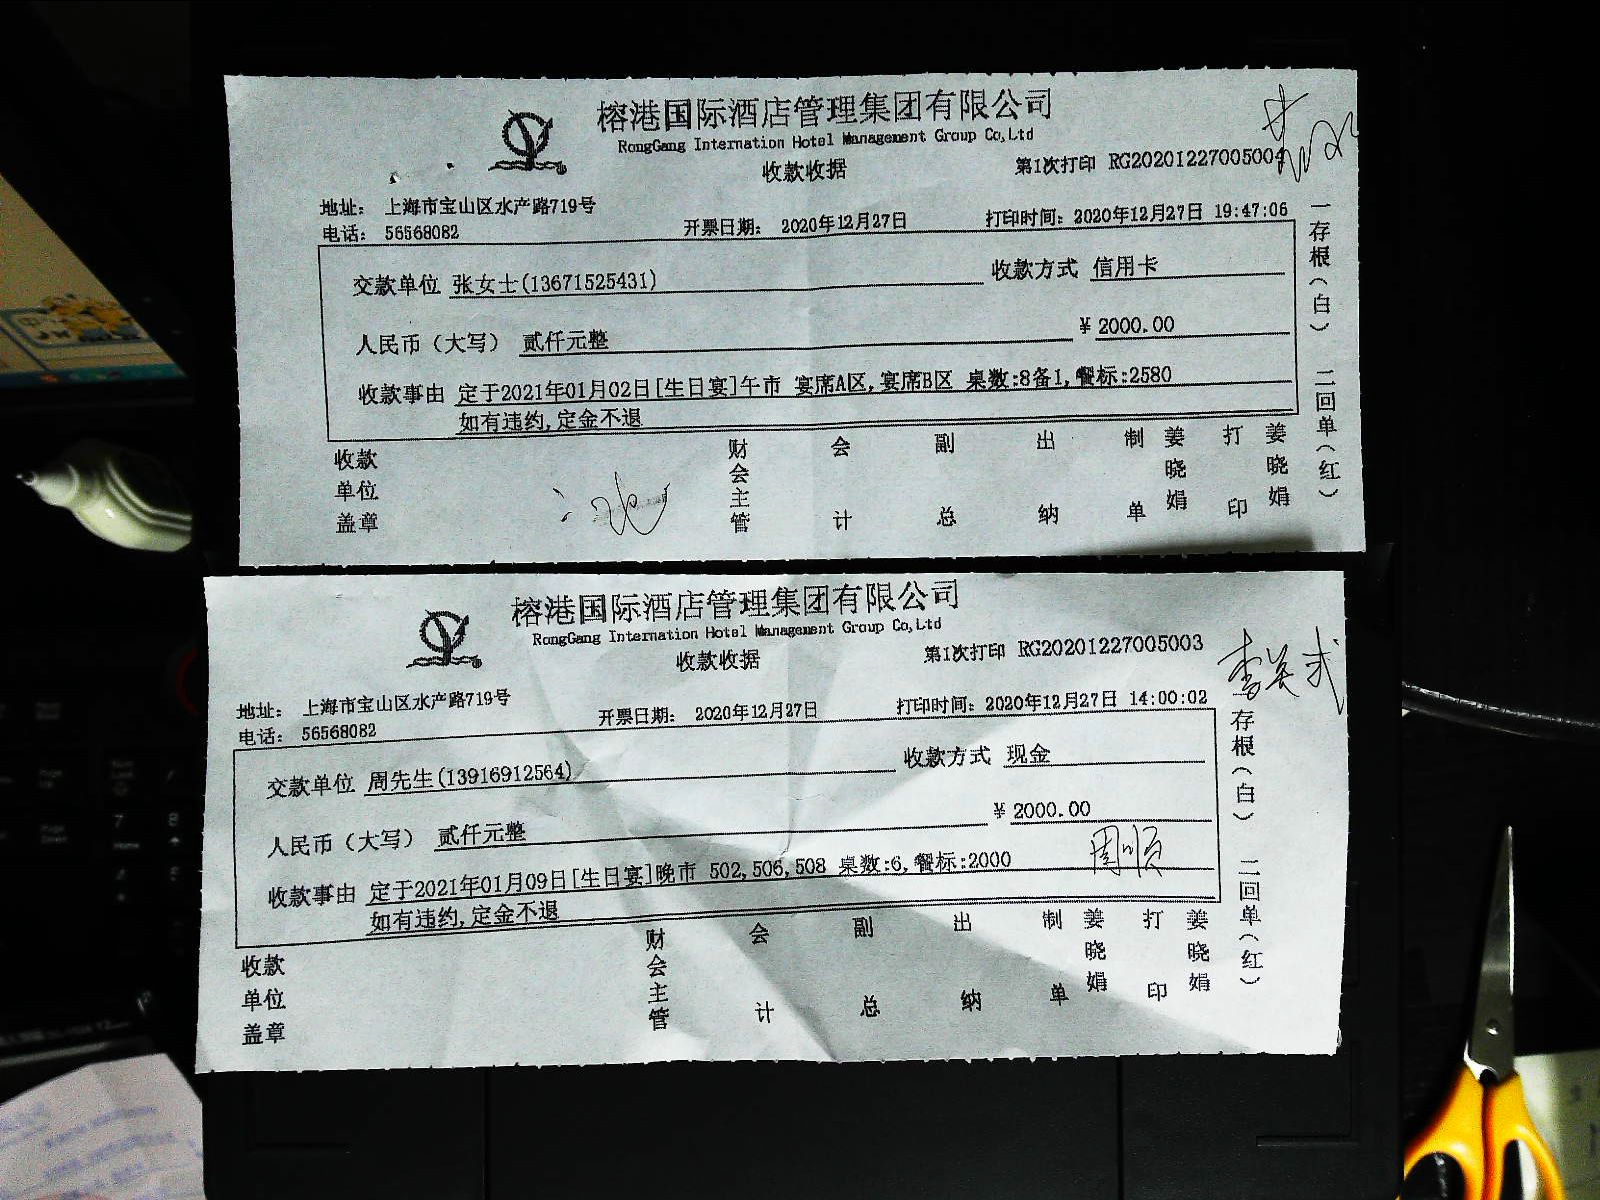 榕港国际酒店管理集团有限公司
RongGang Internation Hotel Management Group Co,Ltd
收款收据
第1次打印 RG20201227005004
地址： 上海市宝山区水产路719号
电话： 56568082
开票日期： 2020年12月27日
打印时间：2020年12月27日 19:47:06
交款单位 张女士(13671525431)
收款方式 信用卡
人民币（大写） 贰仟元整
¥ 2000.00
收款事由 定于2021年01月02日[生日宴]午市 宴席A区,宴席B区 桌数:8备1,餐标:2580
如有违约,定金不退
收款单位盖章
财会主管
会计
副总
出纳
制单
姜晓娟
打印
姜晓娟
一存根（白） 二回单（红）
榕港国际酒店管理集团有限公司
RongGang Internation Hotel Management Group Co,Ltd
收款收据
第1次打印 RG20201227005003
地址： 上海市宝山区水产路719号
电话： 56568082
开票日期： 2020年12月27日
打印时间：2020年12月27日 14:00:02
交款单位 周先生(13916912564)
收款方式 现金
人民币（大写） 贰仟元整
¥ 2000.00
周顺
收款事由 定于2021年01月09日[生日宴]晚市 502,506,508 桌数:6,餐标:2000
如有违约,定金不退
收款单位盖章
财会主管
会计
副总
出纳
制单
姜晓娟
打印
姜晓娟
存根（白） 二回单（红）